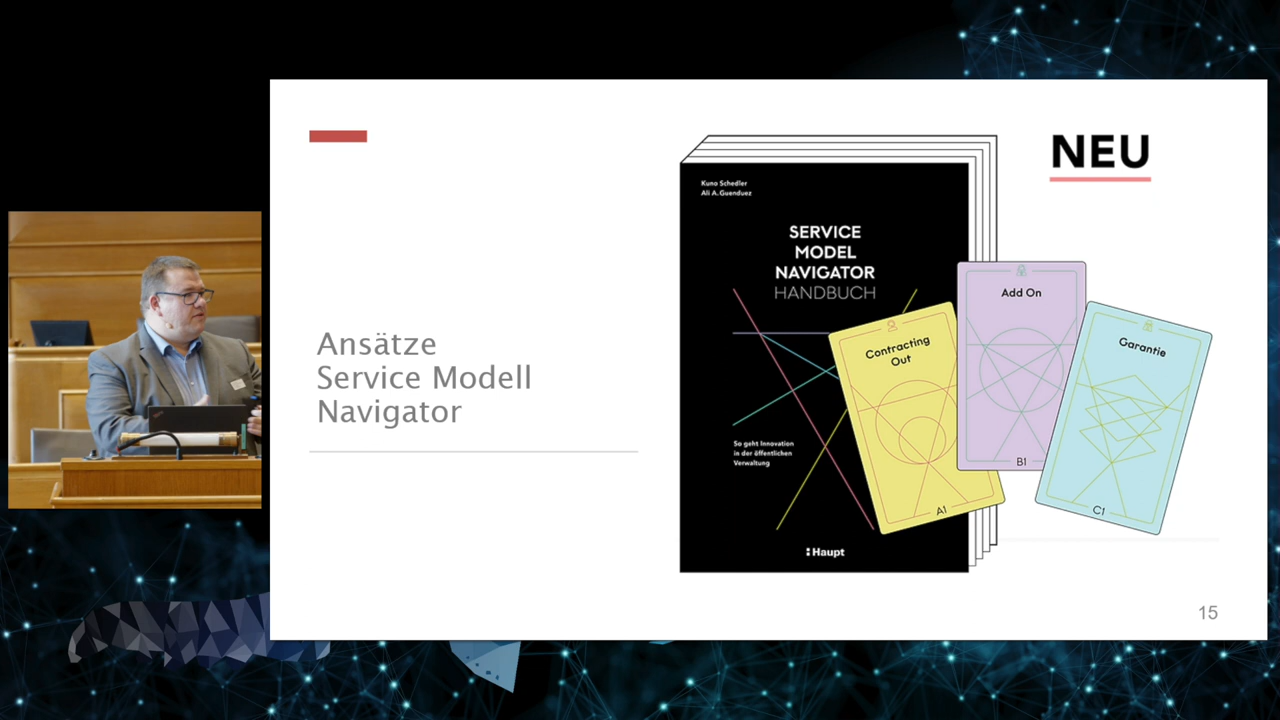 Ansätze
Service Modell
Navigator
Kuno Schedler
Ali A. Guenduez
SERVICE
MODEL
NAVIGATOR
HANDBUCH
So geht Innovation
in der öffentlichen
Verwaltung
Haupt
NEU
Contracting
Out
A1
Add On
B1
Garantie
C1
15